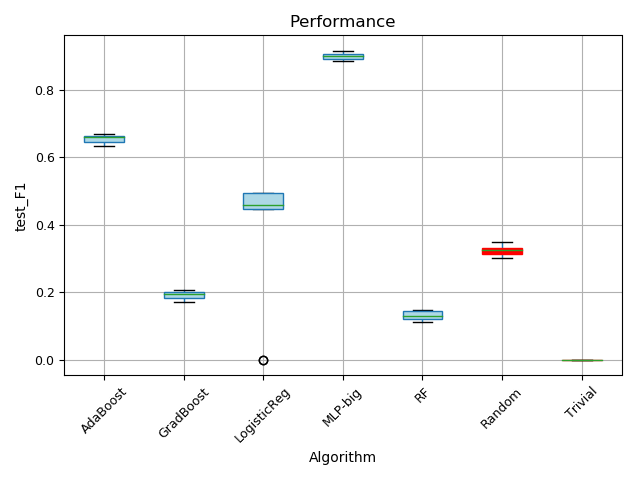 Performance
test_F1
0.8
0.6
0.4
0.2
0.0
AdaBoost
GradBoost
LogisticReg
MLP-big
RF
Random
Trivial
Algorithm